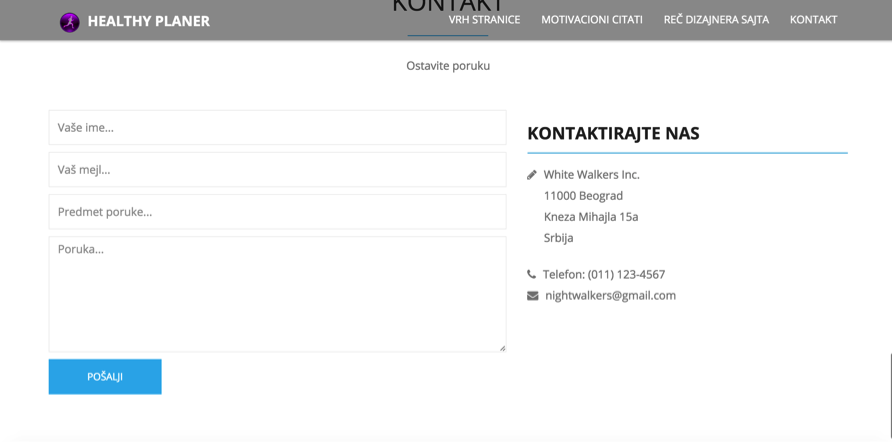 KONTAKT
HEALTHY PLANER
VRH STRANICE MOTIVACIONI CITATI REČ DIZAJNERA SAJTA KONTAKT
Ostavite poruku
Vaše ime...
Vaš mejl...
Predmet poruke...
Poruka...
POŠALJI
KONTAKTIRAJTE NAS
White Walkers Inc.
11000 Beograd
Kneza Mihajla 15a
Srbija
Telefon: (011) 123-4567
nightwalkers@gmail.com